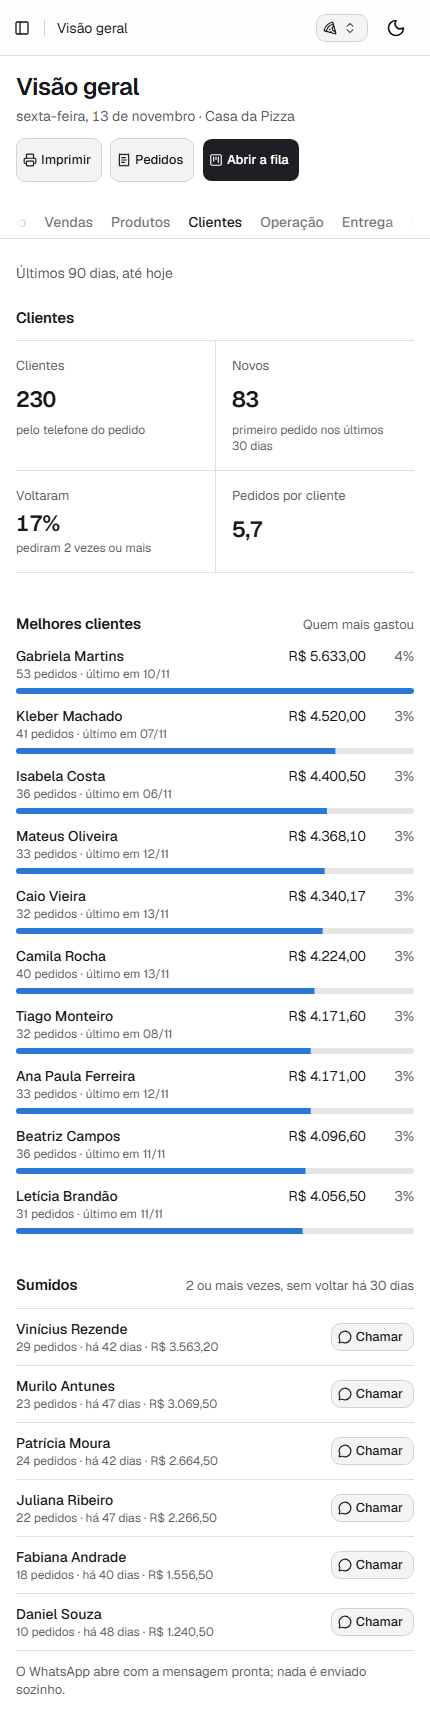 Visão geral
Visão geral
sexta-feira, 13 de novembro · Casa da Pizza
Imprimir
Pedidos
Abrir a fila
o
Vendas
Produtos
Clientes
Operação
Entrega
Últimos 90 dias, até hoje
Clientes
Clientes
230
pelo telefone do pedido
Novos
83
primeiro pedido nos últimos
30 dias
Voltaram
17%
pediram 2 vezes ou mais
Pedidos por cliente
5,7
Melhores clientes
Quem mais gastou
Gabriela Martins R$ 5.633,00 4%
53 pedidos · último em 10/11
Kleber Machado R$ 4.520,00 3%
41 pedidos · último em 07/11
Isabela Costa R$ 4.400,50 3%
36 pedidos · último em 06/11
Mateus Oliveira R$ 4.368,10 3%
33 pedidos · último em 12/11
Caio Vieira R$ 4.340,17 3%
32 pedidos · último em 13/11
Camila Rocha R$ 4.224,00 3%
40 pedidos · último em 13/11
Tiago Monteiro R$ 4.171,60 3%
32 pedidos · último em 08/11
Ana Paula Ferreira R$ 4.171,00 3%
33 pedidos · último em 12/11
Beatriz Campos R$ 4.096,60 3%
36 pedidos · último em 11/11
Letícia Brandão R$ 4.056,50 3%
31 pedidos · último em 11/11
Sumidos
2 ou mais vezes, sem voltar há 30 dias
Vinícius Rezende
29 pedidos · há 42 dias · R$ 3.563,20
Chamar
Murilo Antunes
23 pedidos · há 47 dias · R$ 3.069,50
Chamar
Patrícia Moura
24 pedidos · há 42 dias · R$ 2.664,50
Chamar
Juliana Ribeiro
22 pedidos · há 47 dias · R$ 2.266,50
Chamar
Fabiana Andrade
18 pedidos · há 40 dias · R$ 1.556,50
Chamar
Daniel Souza
10 pedidos · há 48 dias · R$ 1.240,50
Chamar
O WhatsApp abre com a mensagem pronta; nada é enviado
sozinho.